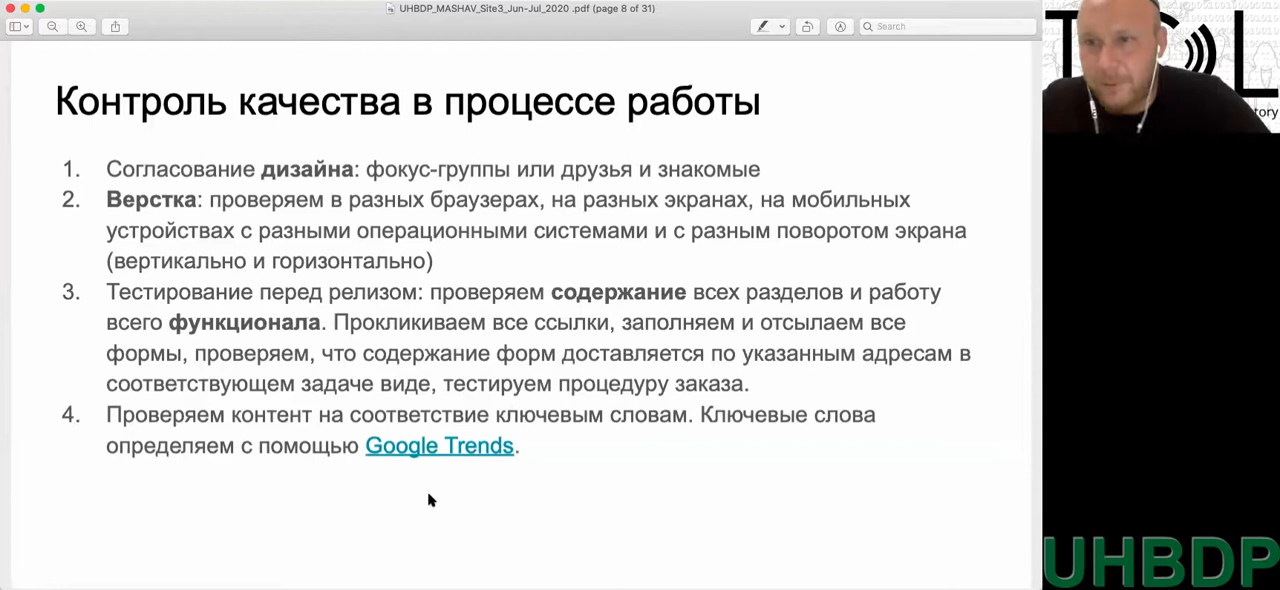 UHBDP_MASHAV_Site3_Jun-Jul_2020 .pdf (page 8 of 31)
Search
Контроль качества в процессе работы
1. Согласование дизайна: фокус-группы или друзья и знакомые
2. Верстка: проверяем в разных браузерах, на разных экранах, на мобильных
устройствах с разными операционными системами и с разным поворотом экрана
(вертикально и горизонтально)
3. Тестирование перед релизом: проверяем содержание всех разделов и работу
всего функционала. Прокликиваем все ссылки, заполняем и отсылаем все
формы, проверяем, что содержание форм доставляется по указанным адресам в
соответствующем задаче виде, тестируем процедуру заказа.
4. Проверяем контент на соответствие ключевым словам. Ключевые слова
определяем с помощью Google Trends.
UHBDP